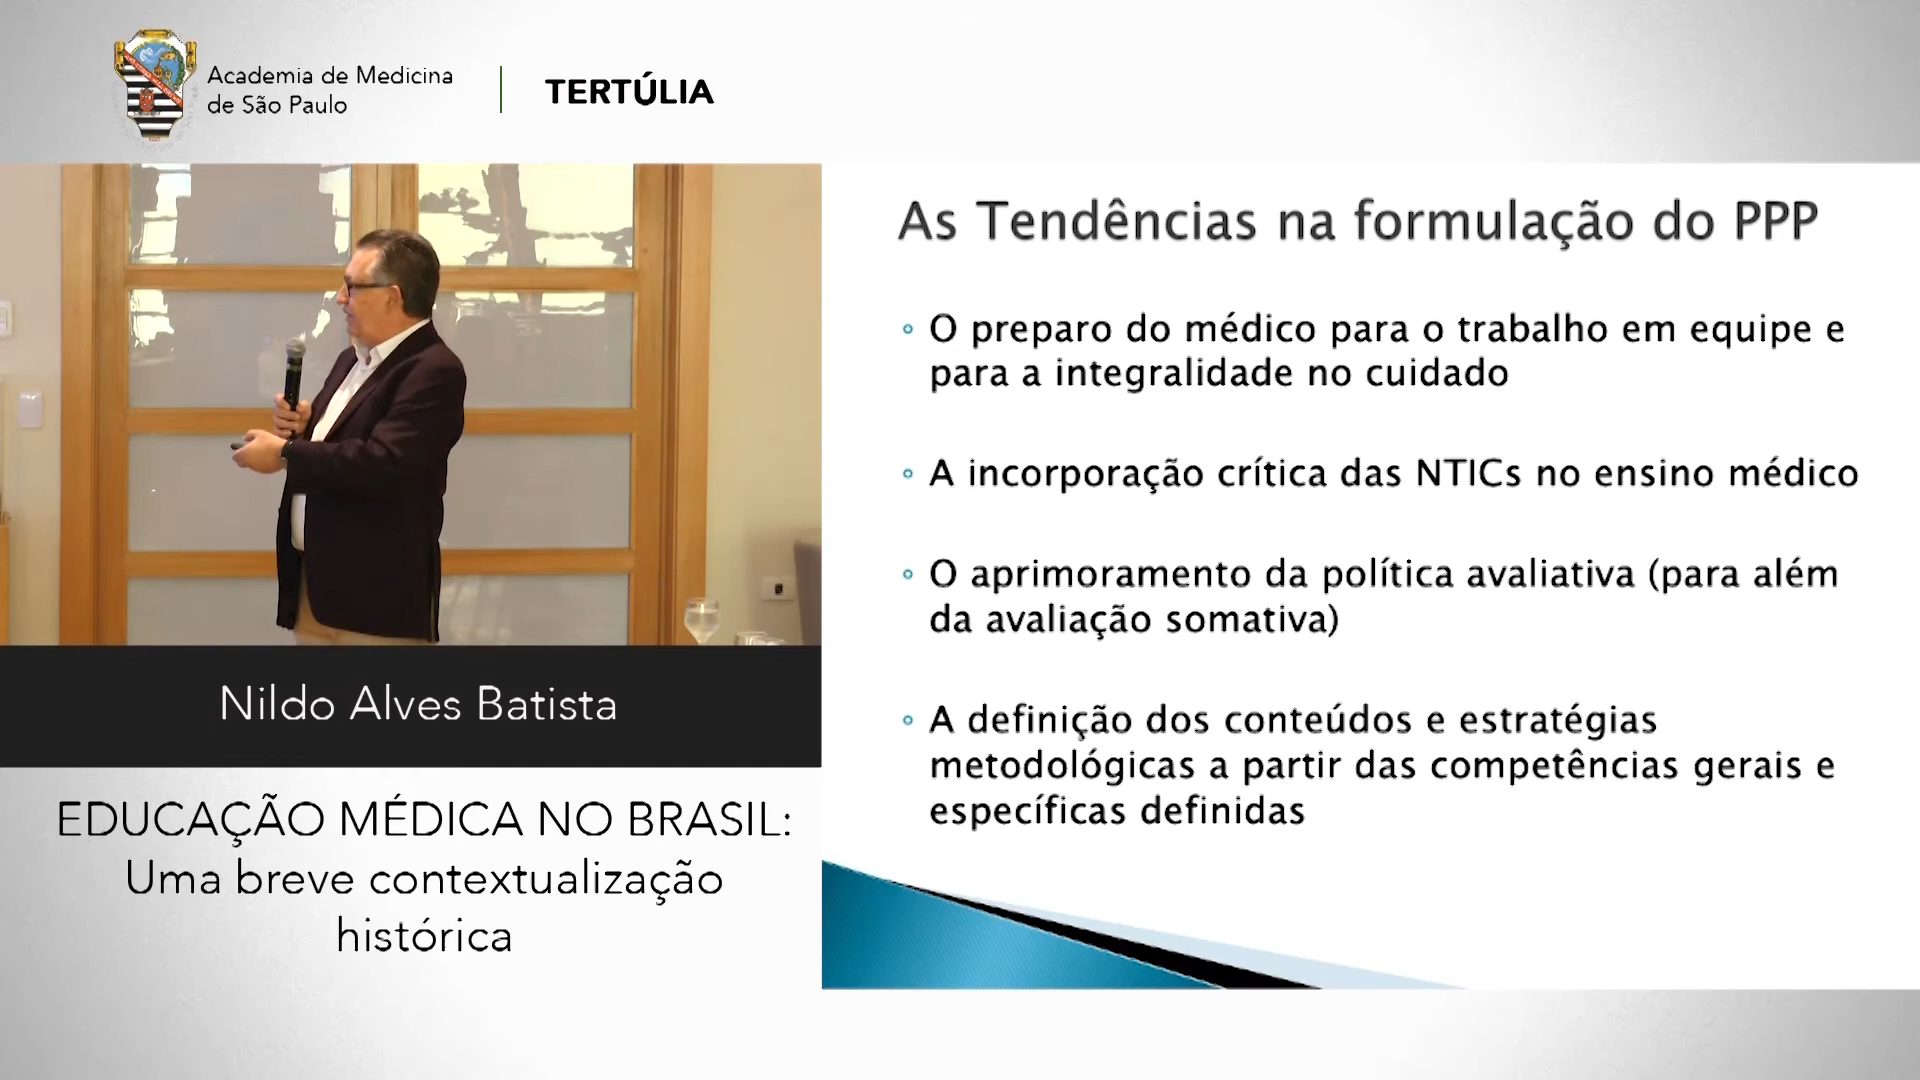 Academia de Medicina
de São Paulo
TERTÚLIA
As Tendências na formulação do PPP
O preparo do médico para o trabalho em equipe e
para a integralidade no cuidado
A incorporação crítica das NTICs no ensino médico
O aprimoramento da política avaliativa (para além
da avaliação somativa)
A definição dos conteúdos e estratégias
metodológicas a partir das competências gerais e
específicas definidas
Nildo Alves Batista
EDUCAÇÃO MÉDICA NO BRASIL:
Uma breve contextualização
histórica